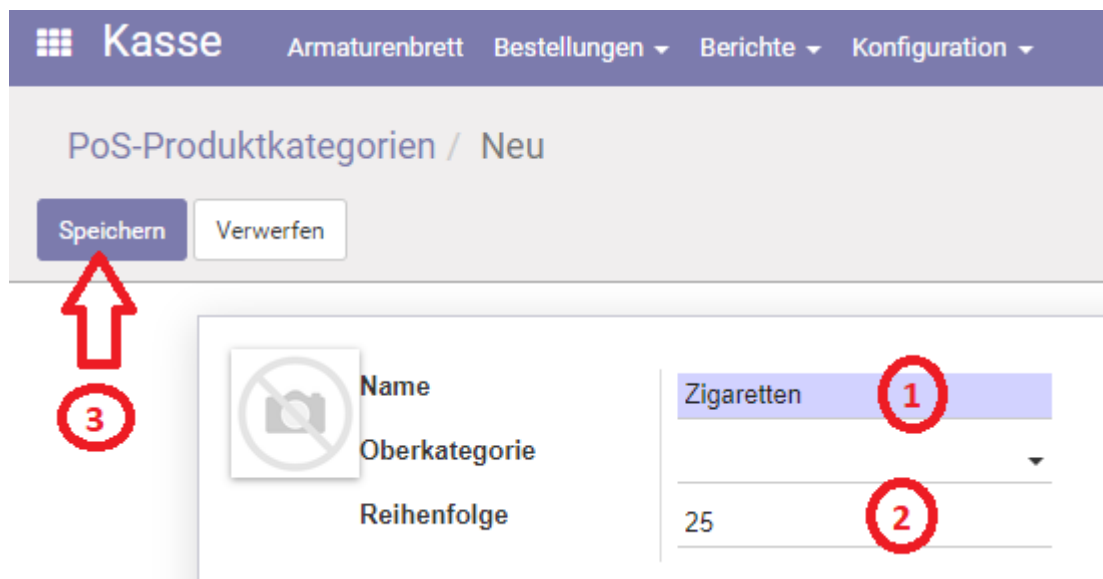 Kasse Armaturenbrett Bestellungen Berichte Konfiguration
PoS-Produktkategorien / Neu
Speichern Verwerfen
Name Zigaretten 1
3
Oberkategorie
Reihenfolge 25 2